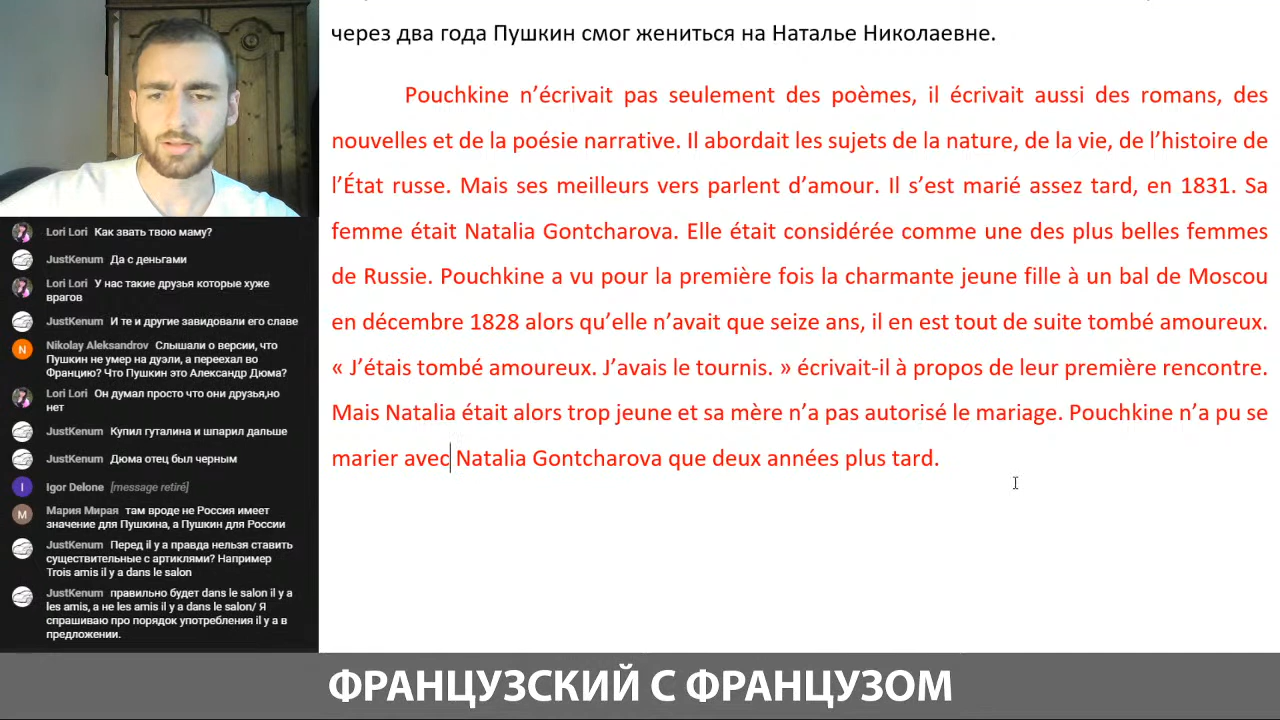 через два года Пушкин смог жениться на Наталье Николаевне.
Pouchkine n’écrivait pas seulement des poèmes, il écrivait aussi des romans, des
nouvelles et de la poésie narrative. Il abordait les sujets de la nature, de la vie, de l’histoire de
l’État russe. Mais ses meilleurs vers parlent d’amour. Il s’est marié assez tard, en 1831. Sa
femme était Natalia Gontcharova. Elle était considérée comme une des plus belles femmes
de Russie. Pouchkine a vu pour la première fois la charmante jeune fille à un bal de Moscou
en décembre 1828 alors qu’elle n’avait que seize ans, il en est tout de suite tombé amoureux.
« J’étais tombé amoureux. J’avais le tournis. » écrivait-il à propos de leur première rencontre.
Mais Natalia était alors trop jeune et sa mère n’a pas autorisé le mariage. Pouchkine n’a pu se
marier avec Natalia Gontcharova que deux années plus tard.
Lori Lori Как звать твою маму?
JustKenum Да с деньгами
Lori Lori У нас такие друзья которые хуже
врагов
JustKenum И те и другие завидовали его славе
N
Nikolay Aleksandrov Слышали о версии, что
Пушкин не умер на дуэли, а переехал во
Францию? Что Пушкин это Александр Дюма?
Lori Lori Он думал просто что они друзья,но
нет
JustKenum Купил гуталина и шпарил дальше
JustKenum Дюма отец был черным
I
Igor Delone [message retiré]
М
Мария Мирая там вроде не Россия имеет
значение для Пушкина, а Пушкин для России
JustKenum Перед il y a правда нельзя ставить
существительные с артиклями? Например
Trois amis il y a dans le salon
JustKenum правильно будет dans le salon il y a
les amis, а не les amis il y a dans le salon/ Я
спрашиваю про порядок употребления il y a в
предложении.
ФРАНЦУЗСКИЙ С ФРАНЦУЗОМ